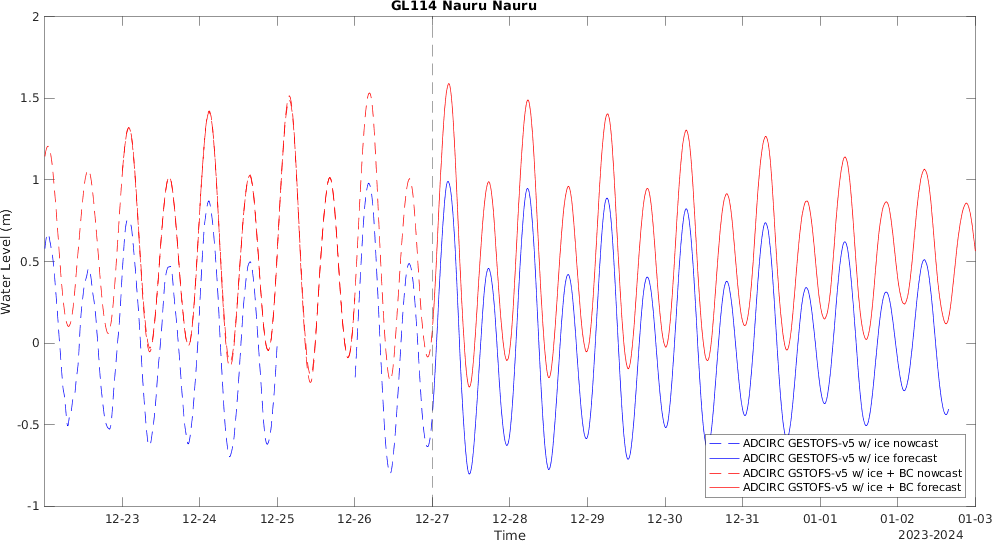 GL114 Nauru Nauru
2
1.5
1
0.5
0
-0.5
-1
Water Level (m)
12-23 12-24 12-25 12-26 12-27 12-28 12-29 12-30 12-31 01-01 01-02 01-03
Time
2023-2024
ADCIRC GESTOFS-v5 w/ ice nowcast
ADCIRC GESTOFS-v5 w/ ice forecast
ADCIRC GSTOFS-v5 w/ ice + BC nowcast
ADCIRC GSTOFS-v5 w/ ice + BC forecast